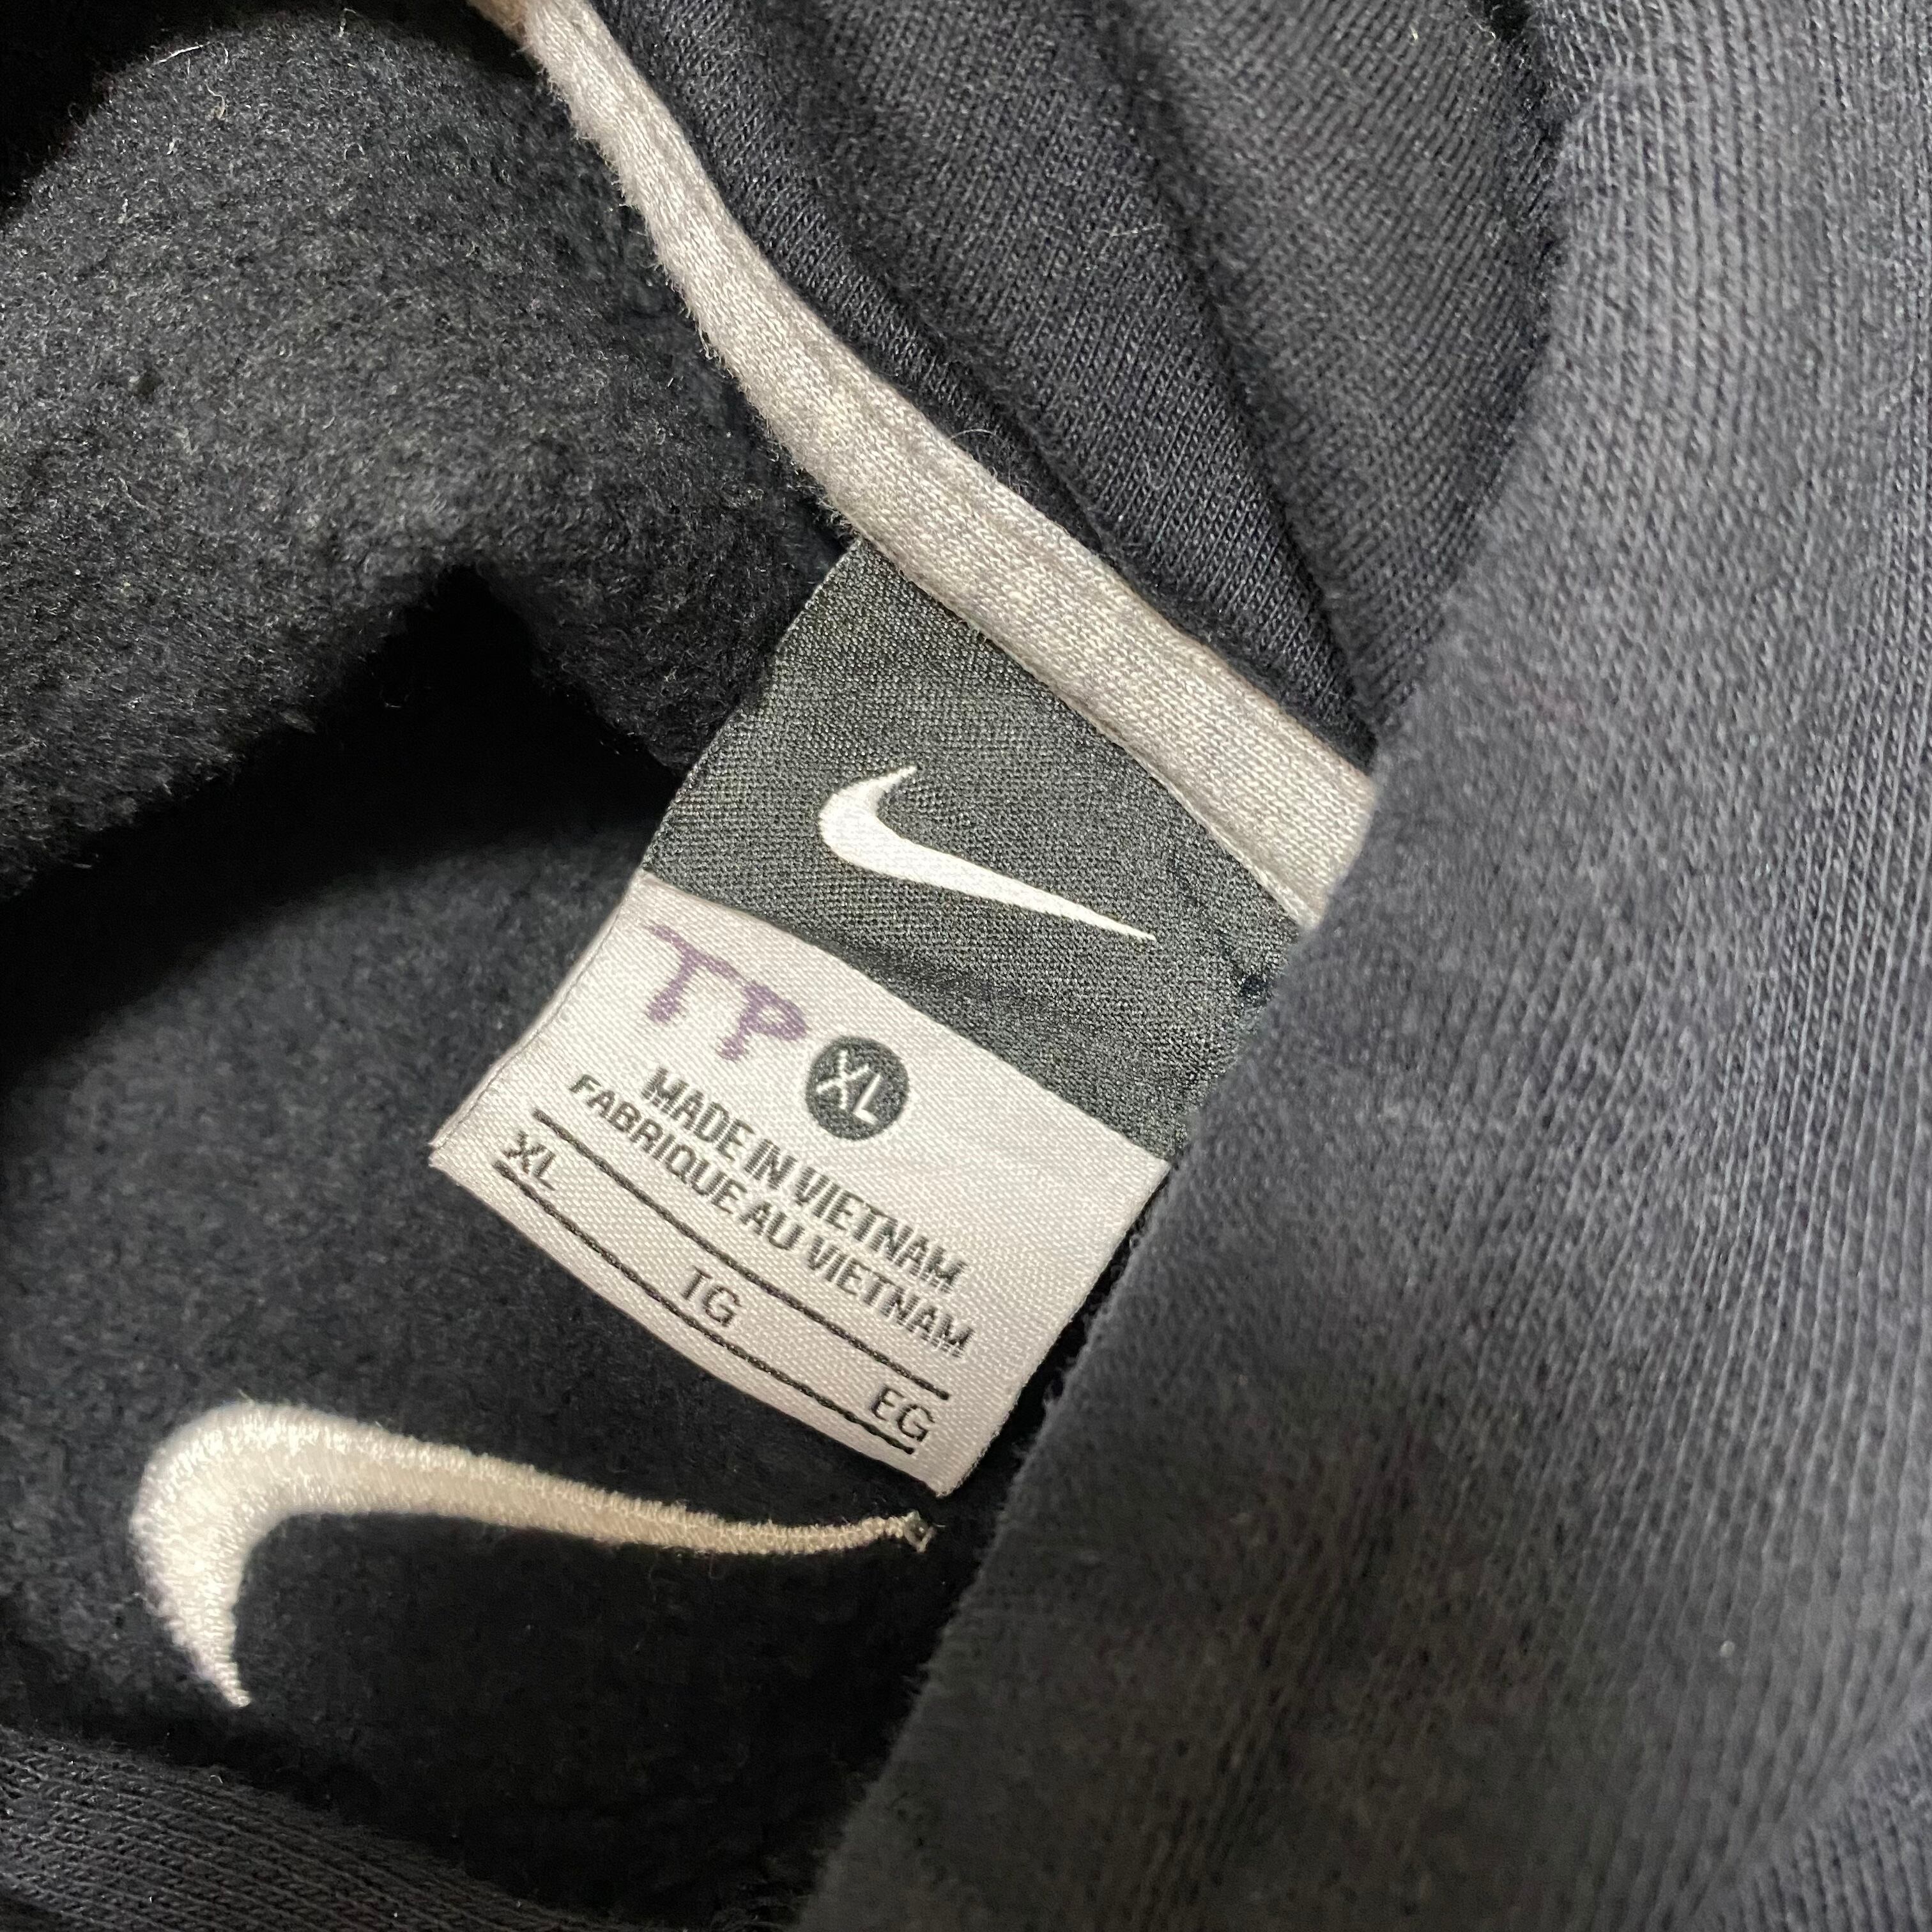 TP XL
MADE IN VIETNAM
FABRIQUE AU VIETNAM
XL TG EG